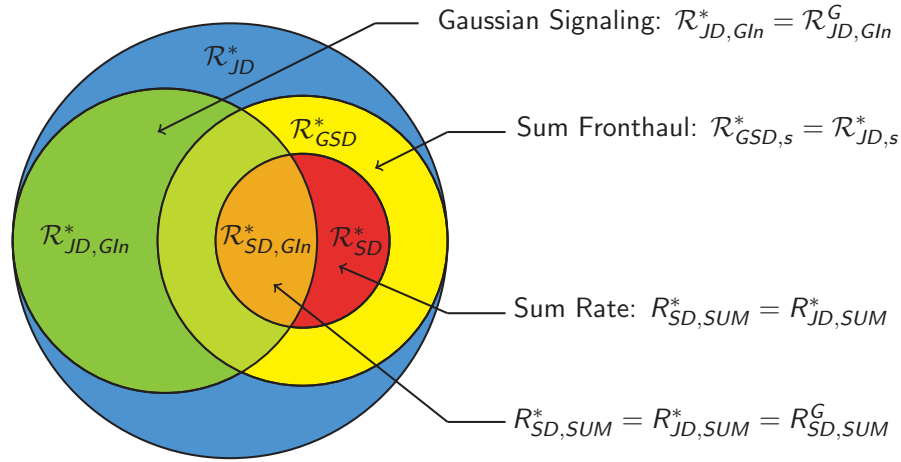 Gaussian Signaling: $\mathcal{R}^*_{JD,GIn} = \mathcal{R}^G_{JD,GIn}$
$\mathcal{R}^*_{JD}$
$\mathcal{R}^*_{GSD}$
Sum Fronthaul: $\mathcal{R}^*_{GSD,s} = \mathcal{R}^*_{JD,s}$
$\mathcal{R}^*_{JD,GIn}$ $\mathcal{R}^*_{SD,GIn}$ $\mathcal{R}^*_{SD}$
Sum Rate: $R^*_{SD,SUM} = R^*_{JD,SUM}$
$R^*_{SD,SUM} = R^*_{JD,SUM} = R^G_{SD,SUM}$